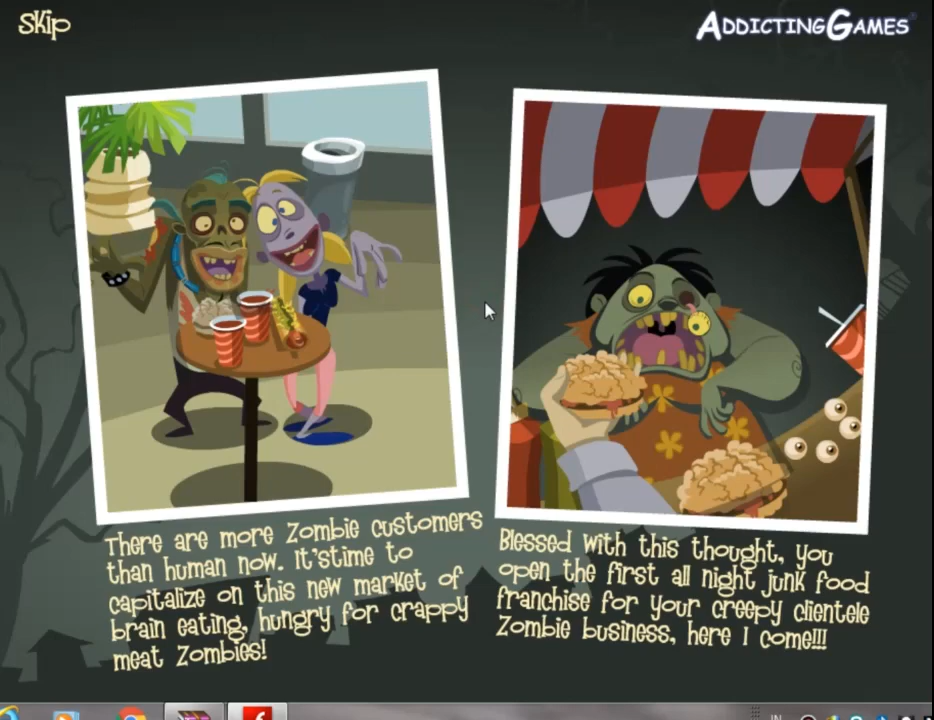 Skip
AddictingGames
There are more Zombie customers
than human now. It'stime to
capitalize on this new market of
brain eating, hungry for crappy
meat Zombies!
Blessed with this thought, you
open the first all night junk food
franchise for your creepy clientele
Zombie business, here I come!!!
IN